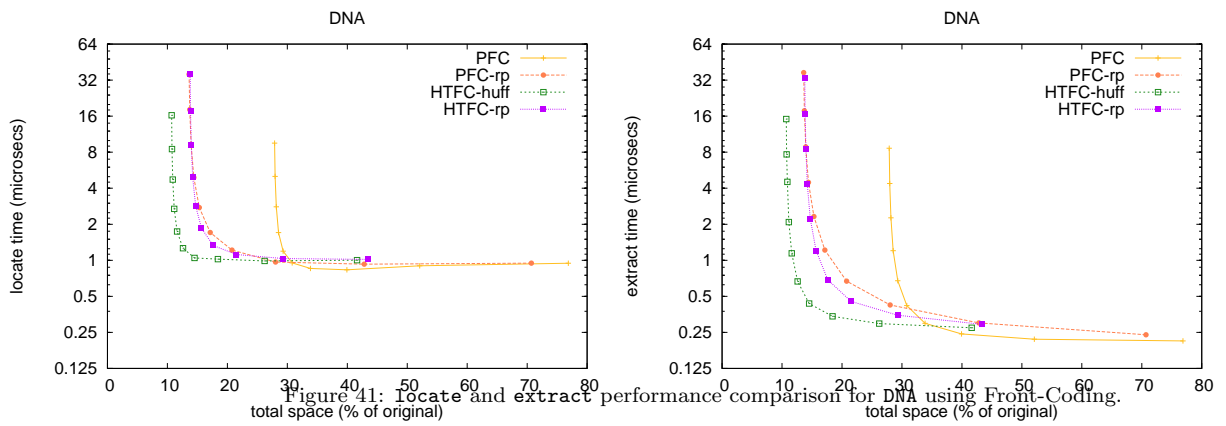 DNA
64
32
16
8
4
2
1
0.5
0.25
0.125
locate time (microsecs)
PFC
PFC-rp
HTFC-huff
HTFC-rp
0 10 20 30 40 50 60 70 80
total space (% of original)
DNA
64
32
16
8
4
2
1
0.5
0.25
0.125
extract time (microsecs)
PFC
PFC-rp
HTFC-huff
HTFC-rp
0 10 20 30 40 50 60 70 80
total space (% of original)
Figure 41: locate and extract performance comparison for DNA using Front-Coding.